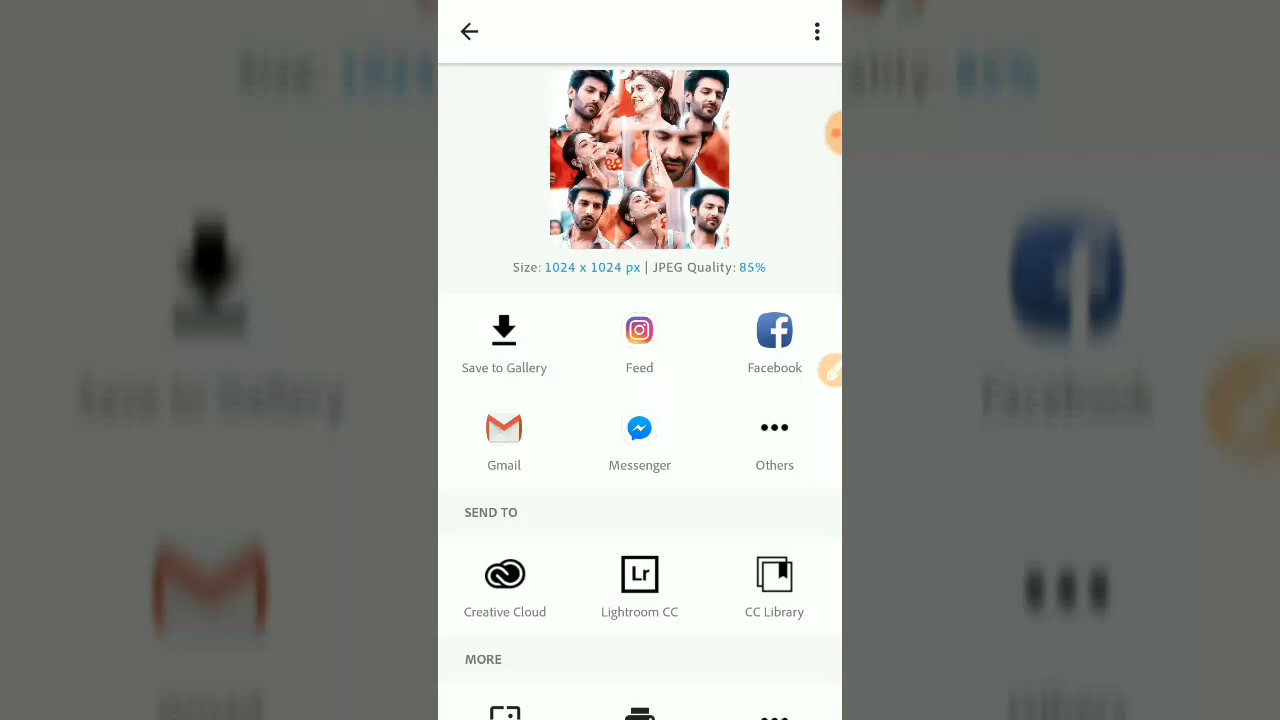 Size: 1024 x 1024 px | JPEG Quality: 85%
Save to Gallery
Feed
Facebook
Gmail
Messenger
Others
SEND TO
Creative Cloud
Lr
Lightroom CC
CC Library
MORE